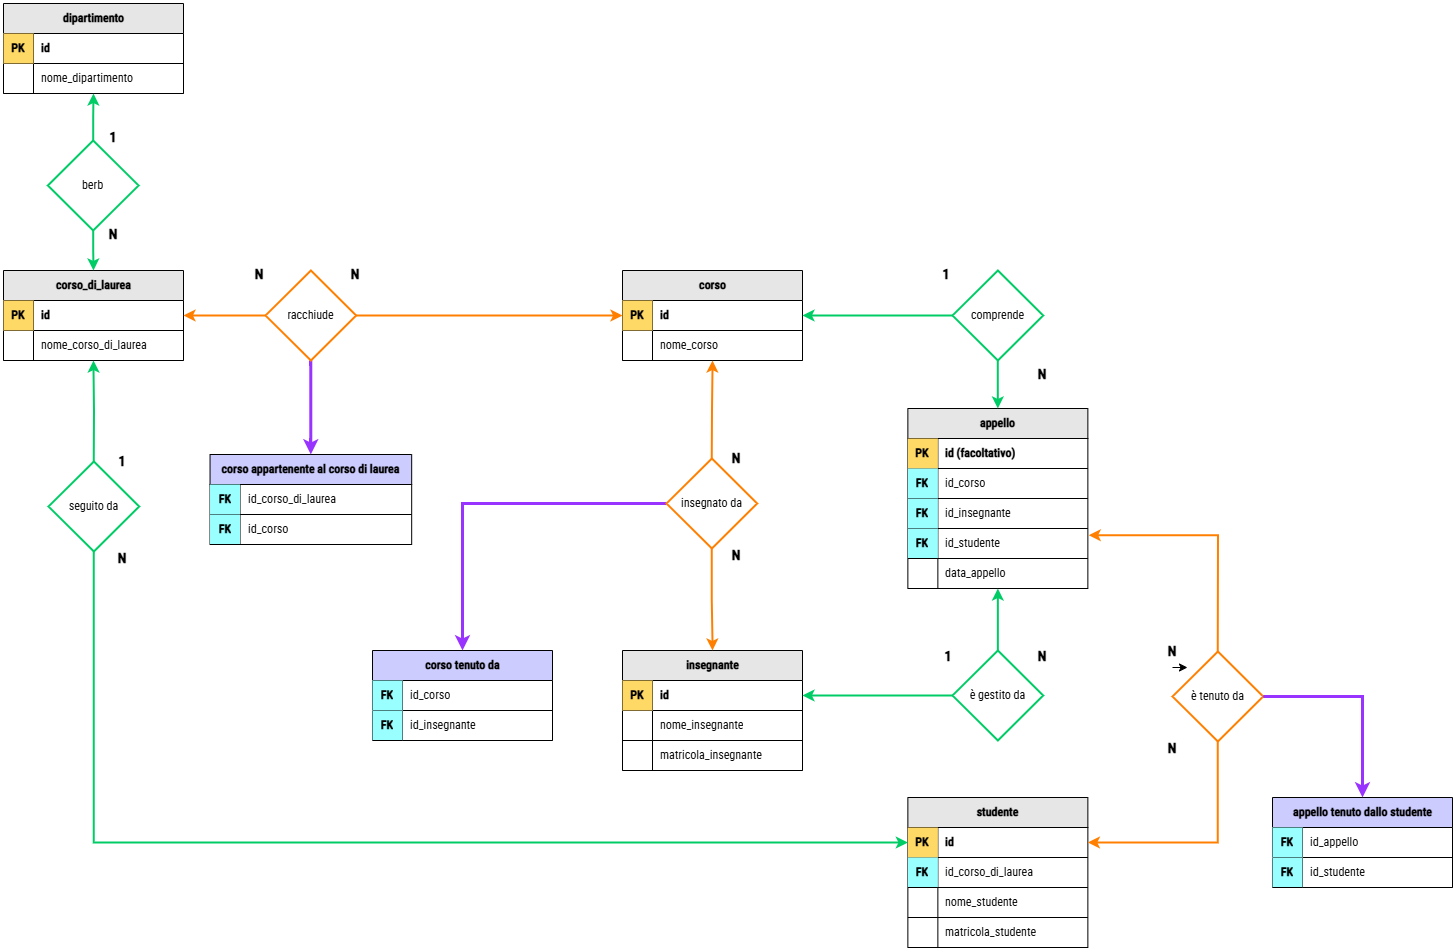 dipartimento
PK id
nome_dipartimento
1
berb
N
corso_di_laurea
PK id
nome_corso_di_laurea
N N
racchiude
corso
PK id
nome_corso
1
comprende
N
appello
PK id (facoltativo)
FK id_corso
FK id_insegnante
FK id_studente
data_appello
corso appartenente al corso di laurea
FK id_corso_di_laurea
FK id_corso
1
seguito da
N
N
insegnato da
N
corso tenuto da
FK id_corso
FK id_insegnante
insegnante
PK id
nome_insegnante
matricola_insegnante
1 N
è gestito da
N
è tenuto da
N
studente
PK id
FK id_corso_di_laurea
nome_studente
matricola_studente
appello tenuto dallo studente
FK id_appello
FK id_studente